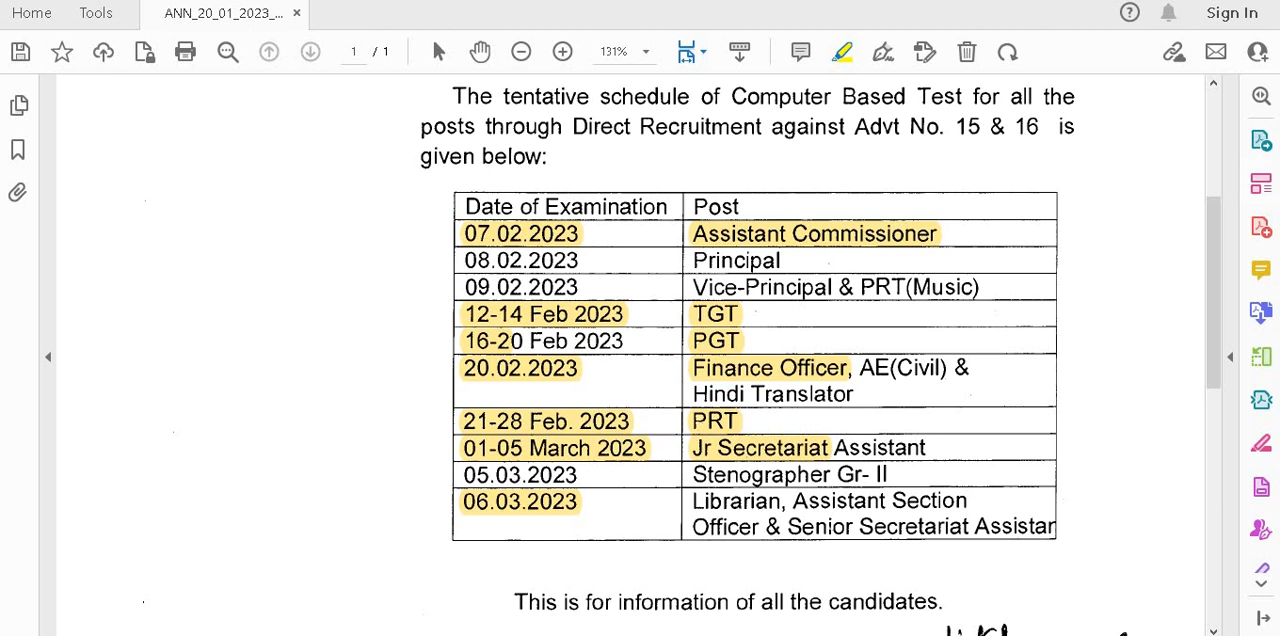 Home Tools ANN_20_01_2023_... × Sign In
1 / 1 131%
The tentative schedule of Computer Based Test for all the
posts through Direct Recruitment against Advt No. 15 & 16 is
given below:
Date of Examination Post
07.02.2023 Assistant Commissioner
08.02.2023 Principal
09.02.2023 Vice-Principal & PRT(Music)
12-14 Feb 2023 TGT
16-20 Feb 2023 PGT
20.02.2023 Finance Officer, AE(Civil) &
Hindi Translator
21-28 Feb. 2023 PRT
01-05 March 2023 Jr Secretariat Assistant
05.03.2023 Stenographer Gr- II
06.03.2023 Librarian, Assistant Section
Officer & Senior Secretariat Assistar
This is for information of all the candidates.